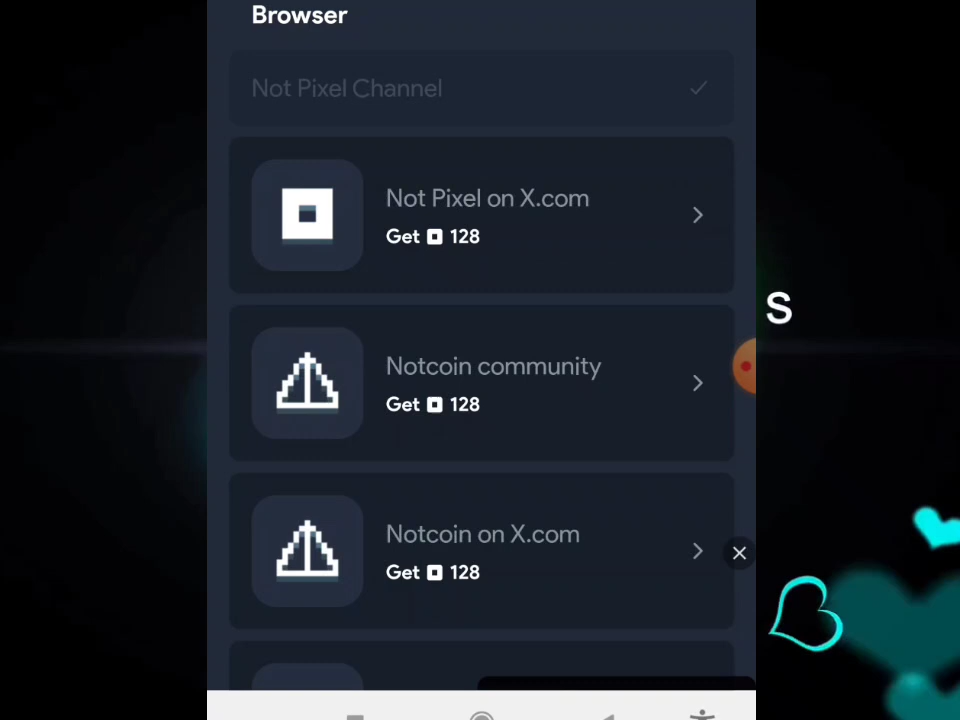 Browser
Not Pixel Channel
Not Pixel on X.com
Get 128
S
Notcoin community
Get 128
Notcoin on X.com
Get 128